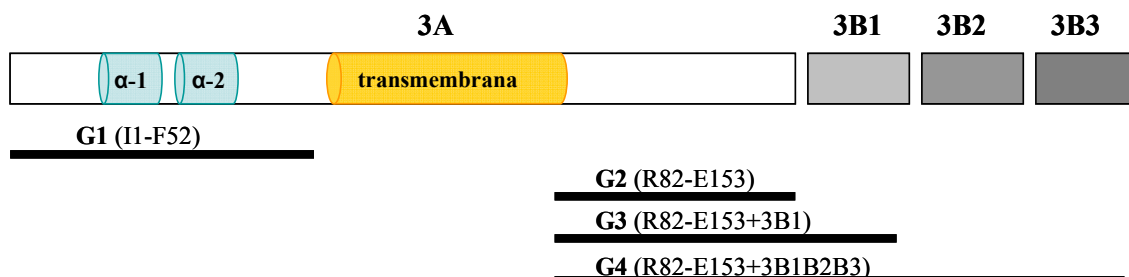 3A 3B1 3B2 3B3
α-1 α-2 transmembrana
G1 (I1-F52)
G2 (R82-E153)
G3 (R82-E153+3B1)
G4 (R82-E153+3B1B2B3)